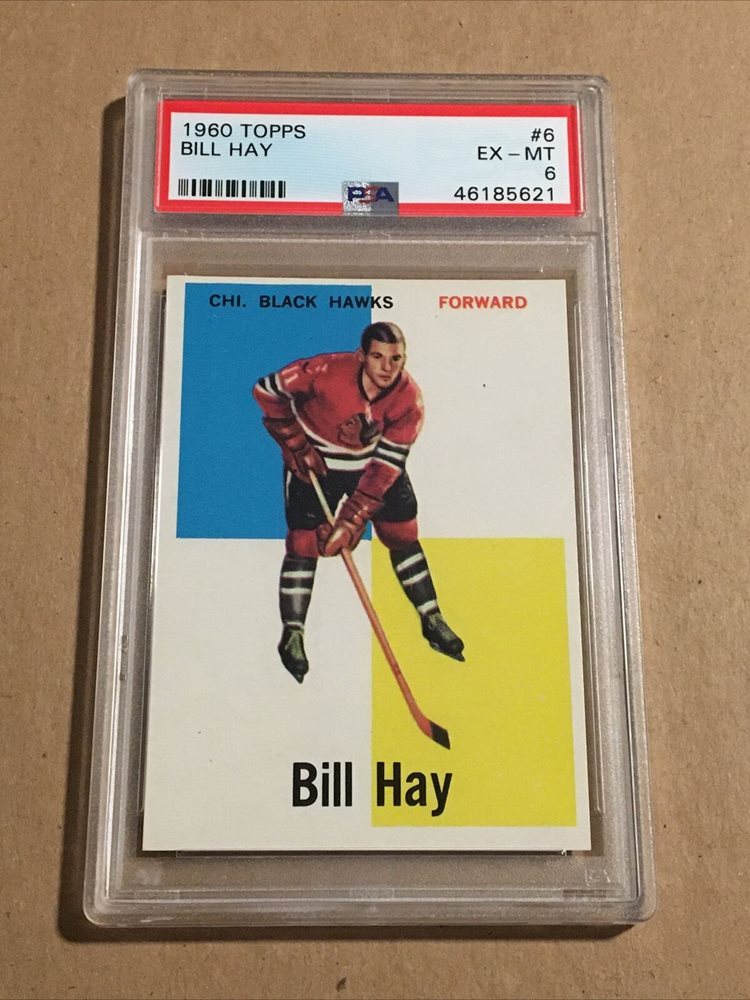 1960 TOPPS #6
BILL HAY EX - MT
6
PSA 46185621
CHI. BLACK HAWKS FORWARD
Bill Hay